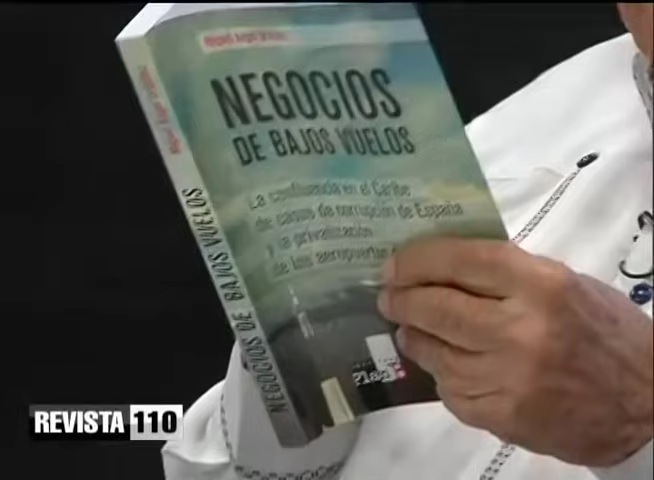 NEGOCIOS
DE BAJOS VUELOS
La confluencia en el Caribe
de casos de corrupción de España
y la privatización
de los aeropuertos
NEGOCIOS DE BAJOS VUELOS
REVISTA 110